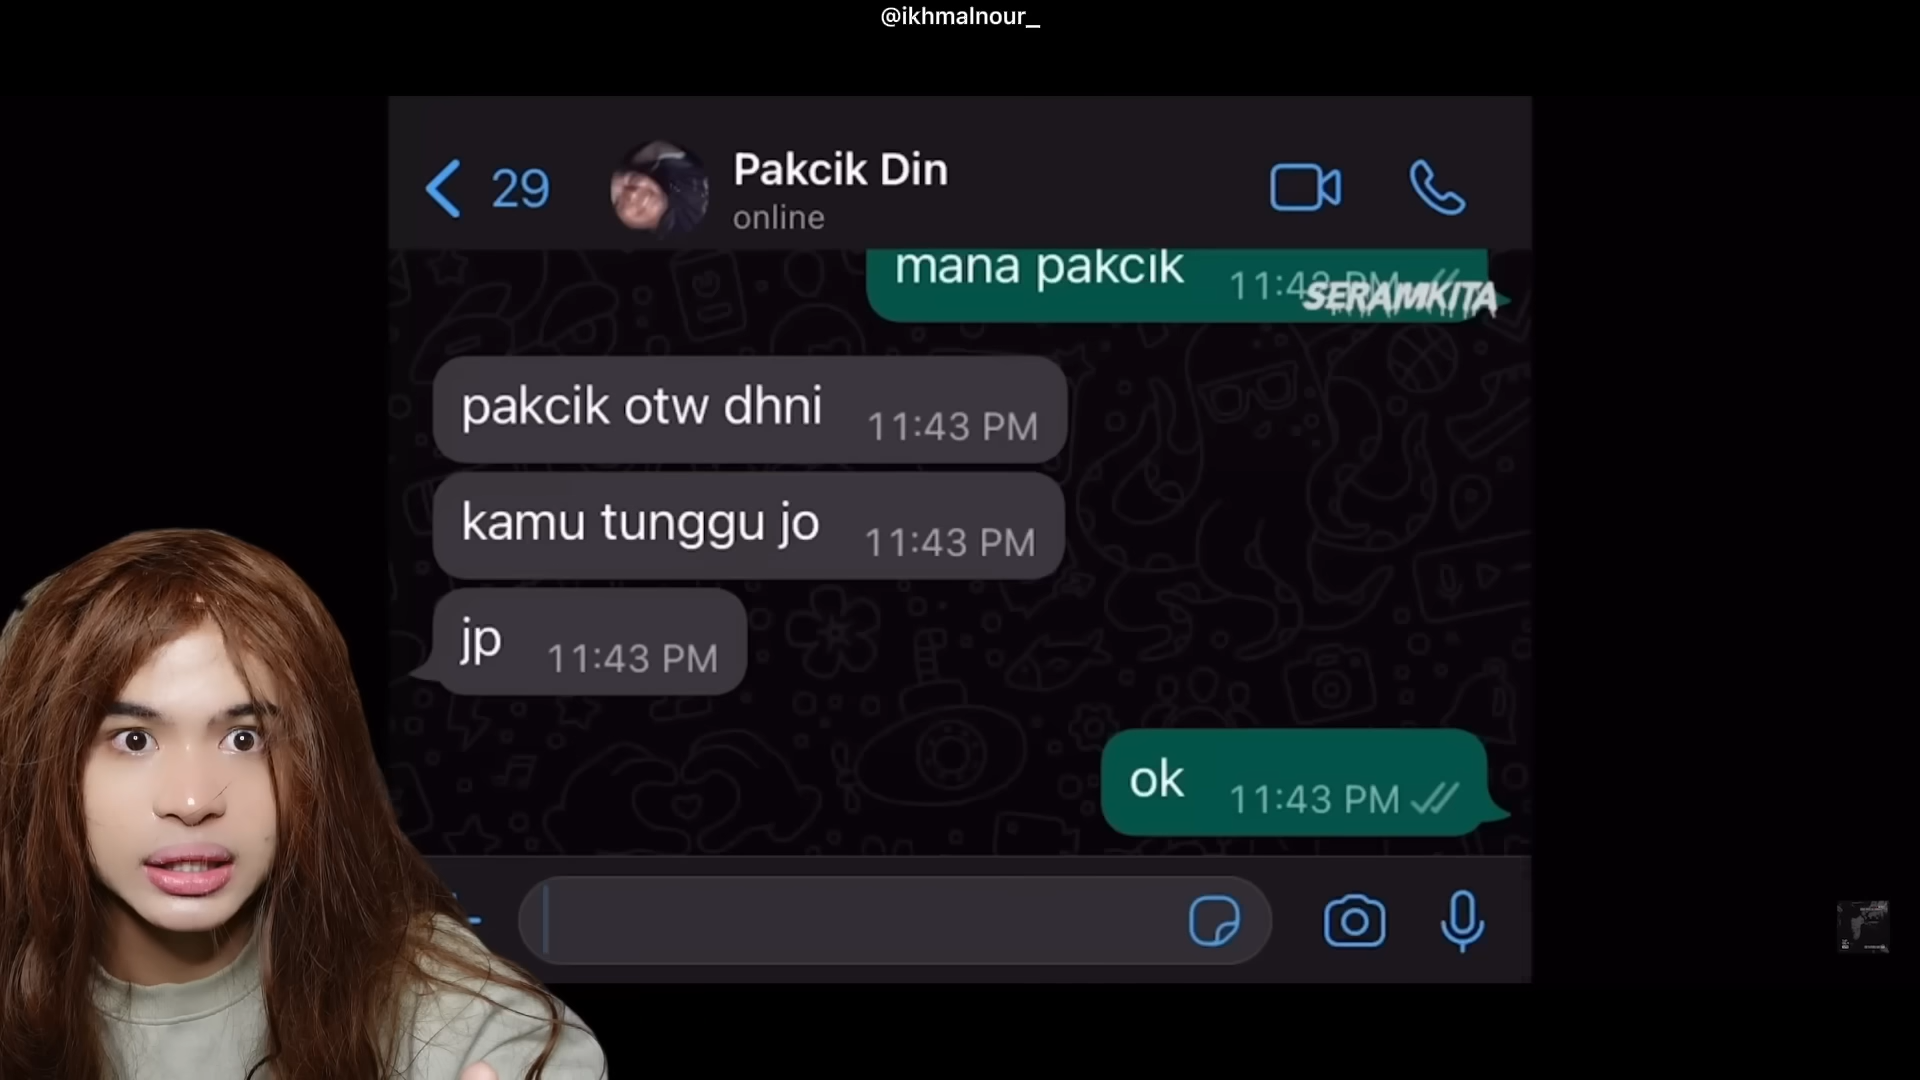 @ikhmalnour_
29
Pakcik Din
online
mana pakcik
SERAMKITA
pakcik otw dhni 11:43 PM
kamu tunggu jo 11:43 PM
jp 11:43 PM
ok 11:43 PM